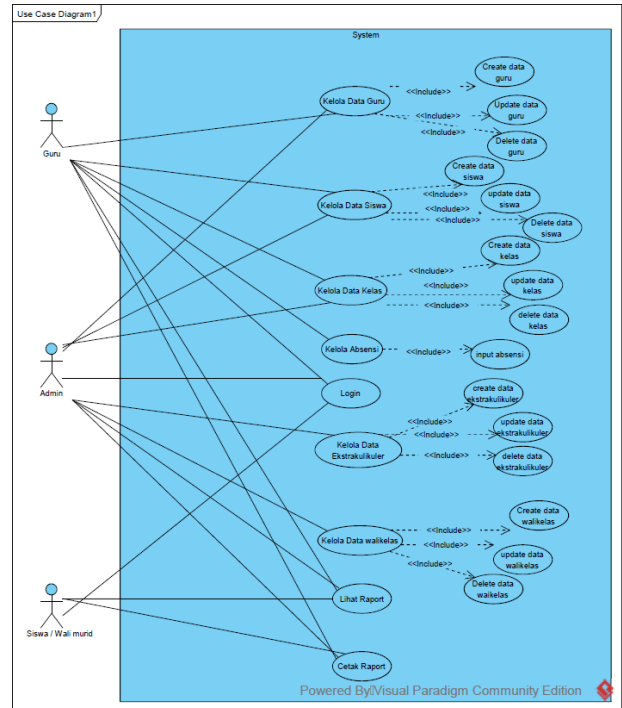 Use Case Diagram1
System
Guru
Admin
Siswa / Wali murid
Kelola Data Guru
<<Include>>
Create data
guru
<<Include>>
Update data
guru
<<Include>>
Delete data
guru
Kelola Data Siswa
<<Include>>
Create data
siswa
<<Include>>
update data
siswa
<<Include>>
Delete data
siswa
Kelola Data Kelas
<<Include>>
Create data
kelas
<<Include>>
update data
kelas
<<Include>>
delete data
kelas
Kelola Absensi
<<Include>>
input absensi
Login
Kelola Data
Ekstrakulikuler
<<Include>>
create data
ekstrakulikuler
<<Include>>
update data
ekstrakulikuler
<<Include>>
delete data
ekstrakulikuler
Kelola Data walikelas
<<Include>>
Create data
walikelas
<<Include>>
update data
walikelas
<<Include>>
Delete data
waikelas
Lihat Raport
Cetak Raport
Powered By Visual Paradigm Community Edition